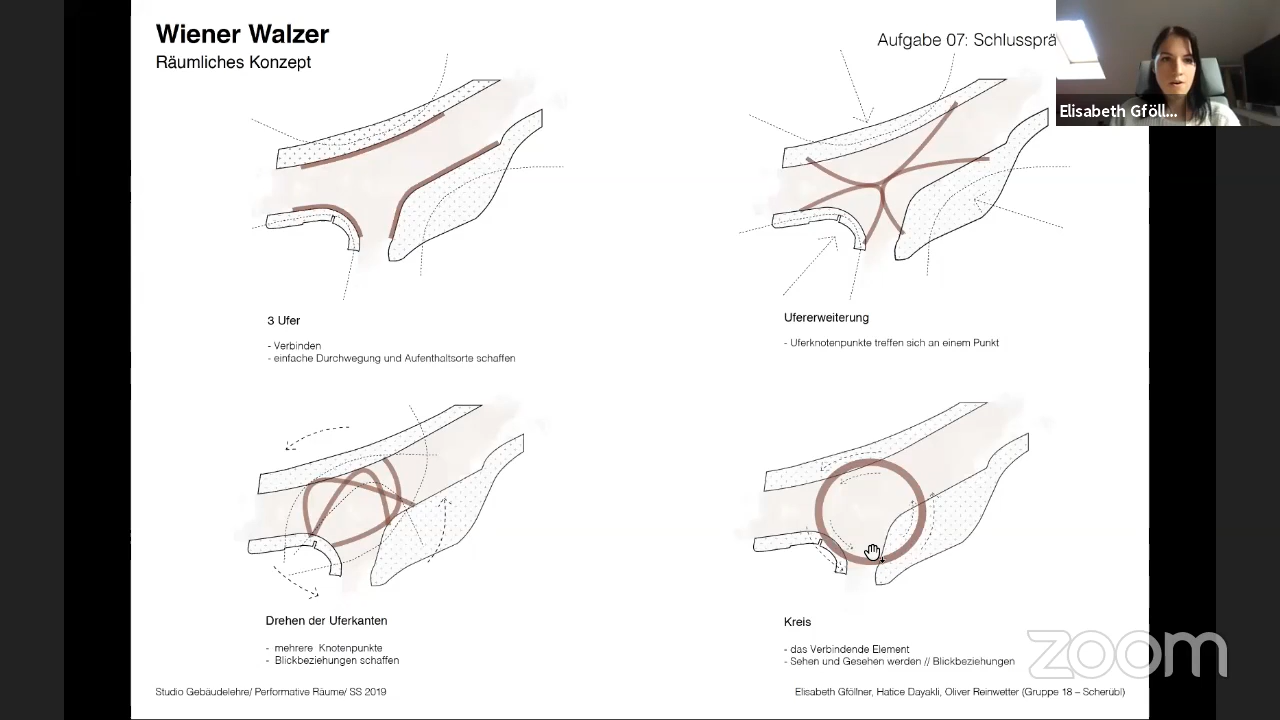 Wiener Walzer
Räumliches Konzept
Aufgabe 07: Schlussprä
Elisabeth Gföll...
3 Ufer
- Verbinden
- einfache Durchwegung und Aufenthaltsorte schaffen
Ufererweiterung
- Uferknotenpunkte treffen sich an einem Punkt
Drehen der Uferkanten
- mehrere Knotenpunkte
- Blickbeziehungen schaffen
Kreis
- das Verbindende Element
- Sehen und Gesehen werden // Blickbeziehungen
zoom
Studio Gebäudelehre/ Performative Räume/ SS 2019
Elisabeth Gföllner, Hatice Dayakli, Oliver Reinwetter (Gruppe 18 – Scherübl)